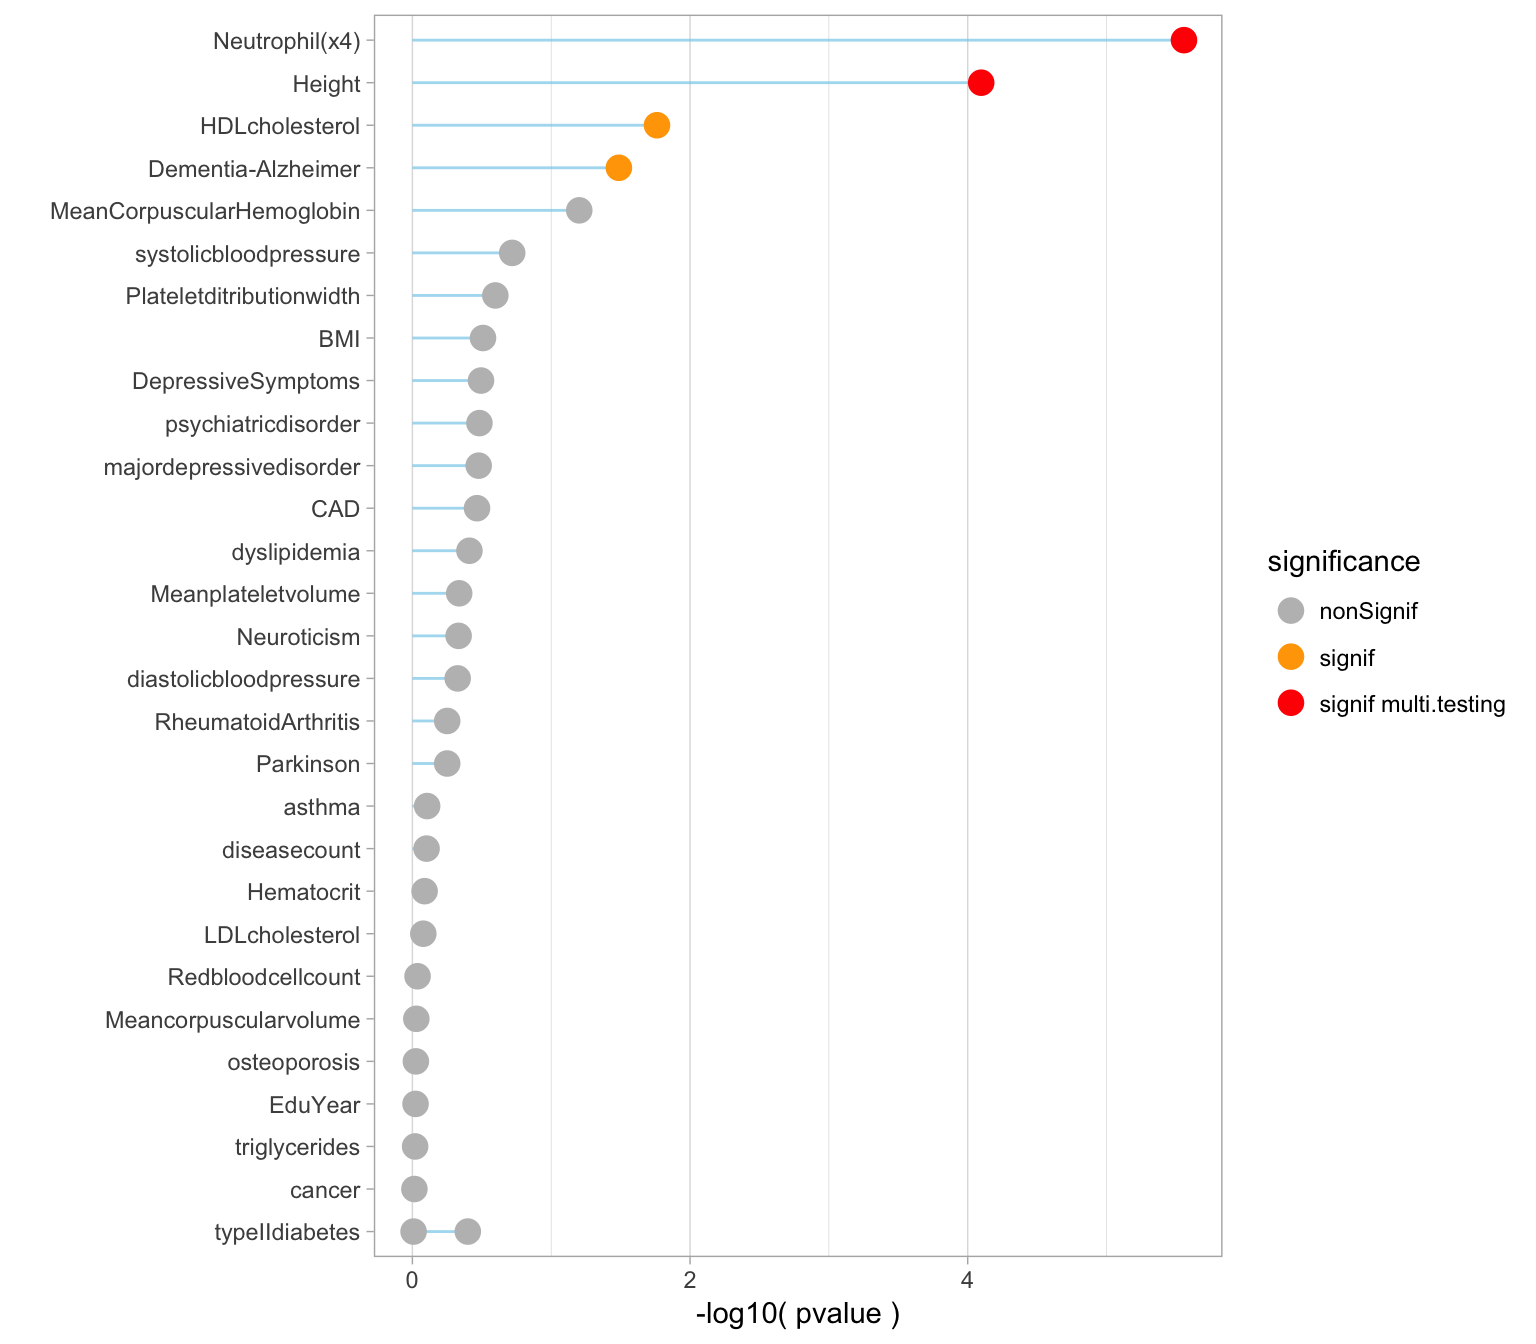 Neutrophil(x4)
Height
HDLcholesterol
Dementia-Alzheimer
MeanCorpuscularHemoglobin
systolicbloodpressure
Plateletditributionwidth
BMI
DepressiveSymptoms
psychiatricdisorder
majordepressivedisorder
CAD
dyslipidemia
Meanplateletvolume
Neuroticism
diastolicbloodpressure
RheumatoidArthritis
Parkinson
asthma
diseasecount
Hematocrit
LDLcholesterol
Redbloodcellcount
Meancorpuscularvolume
osteoporosis
EduYear
triglycerides
cancer
typeIIdiabetes
0 2 4
-log10( pvalue )
significance
nonSignif
signif
signif multi.testing